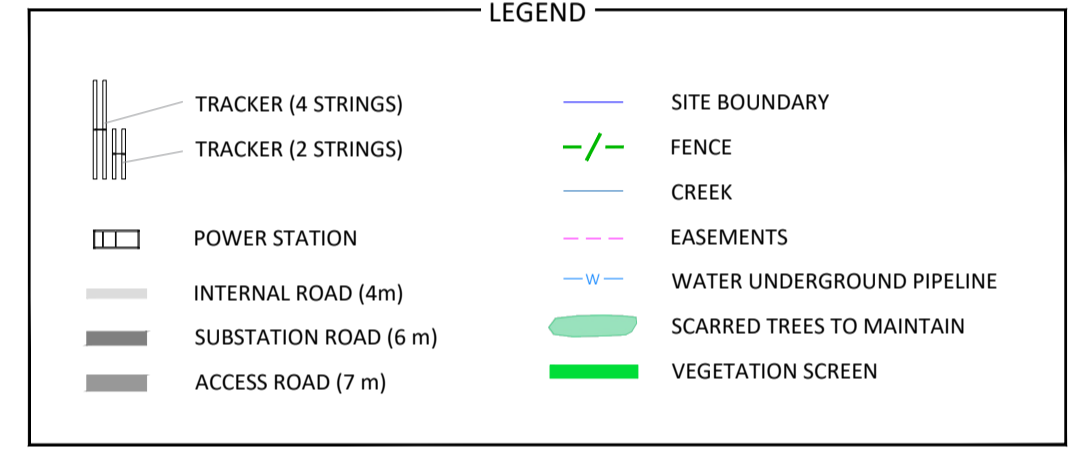 LEGEND
TRACKER (4 STRINGS)
TRACKER (2 STRINGS)
POWER STATION
INTERNAL ROAD (4m)
SUBSTATION ROAD (6 m)
ACCESS ROAD (7 m)
SITE BOUNDARY
FENCE
CREEK
EASEMENTS
W WATER UNDERGROUND PIPELINE
SCARRED TREES TO MAINTAIN
VEGETATION SCREEN